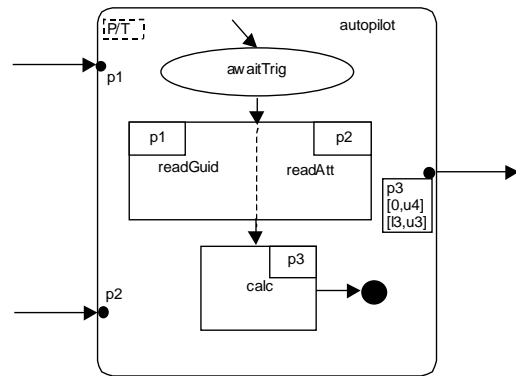 P/T
autopilot
awaitTrig
p1
p1
p2
readGuid
readAtt
p3
[0,u4]
[l3,u3]
p3
calc
p2